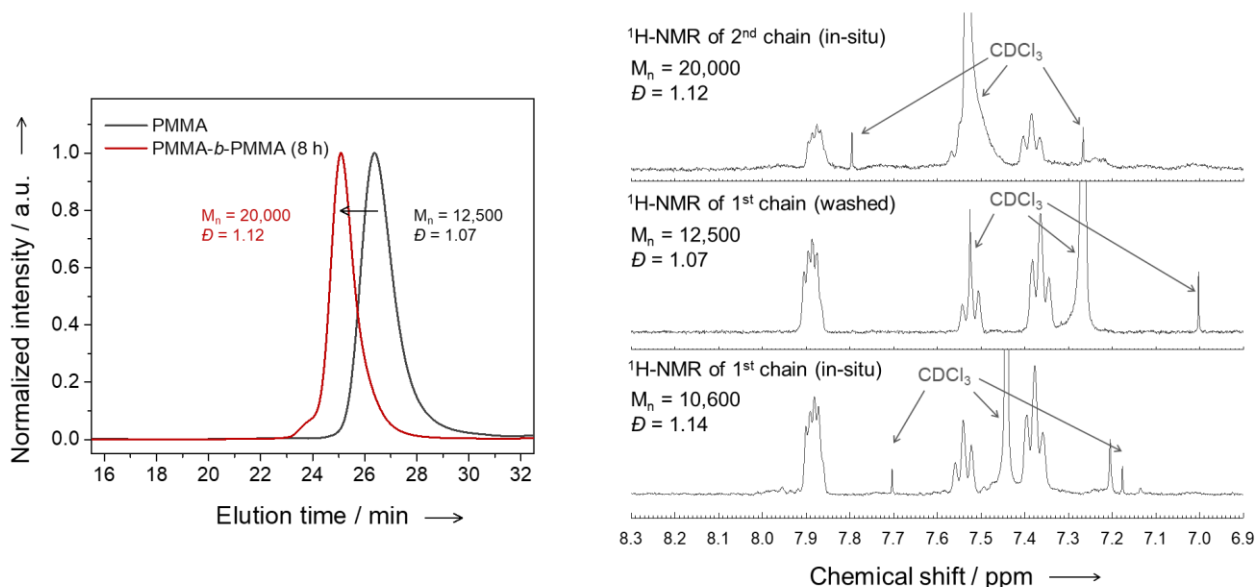 PMMA
PMMA-b-PMMA (8 h)
Mn = 20,000
Đ = 1.12
Mn = 12,500
Đ = 1.07
1.0
0.8
0.6
0.4
0.2
0.0
16 18 20 22 24 26 28 30 32
Normalized intensity / a.u.
Elution time / min
¹H-NMR of 2ⁿᵈ chain (in-situ)
Mn = 20,000
Đ = 1.12
CDCl₃
¹H-NMR of 1ˢᵗ chain (washed)
Mn = 12,500
Đ = 1.07
CDCl₃
¹H-NMR of 1ˢᵗ chain (in-situ)
Mn = 10,600
Đ = 1.14
CDCl₃
8.3 8.2 8.1 8.0 7.9 7.8 7.7 7.6 7.5 7.4 7.3 7.2 7.1 7.0 6.9
Chemical shift / ppm